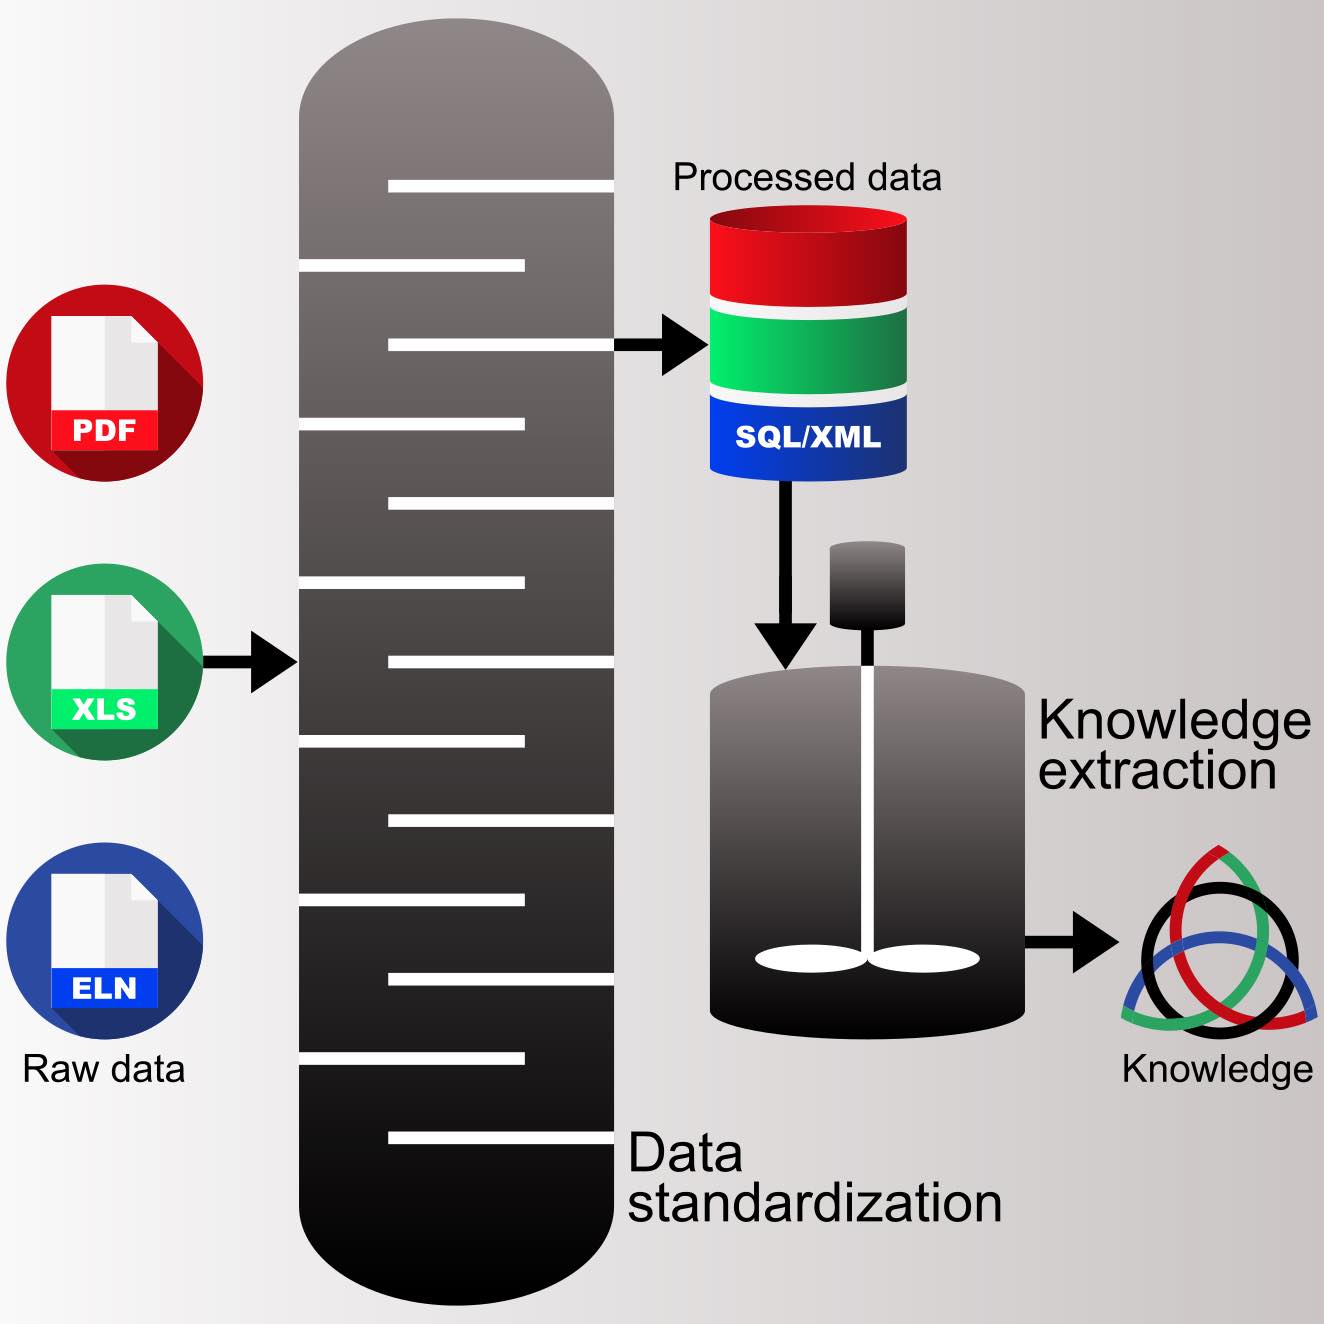 PDF
XLS
ELN
Raw data
Data
standardization
Processed data
SQL/XML
Knowledge
extraction
Knowledge